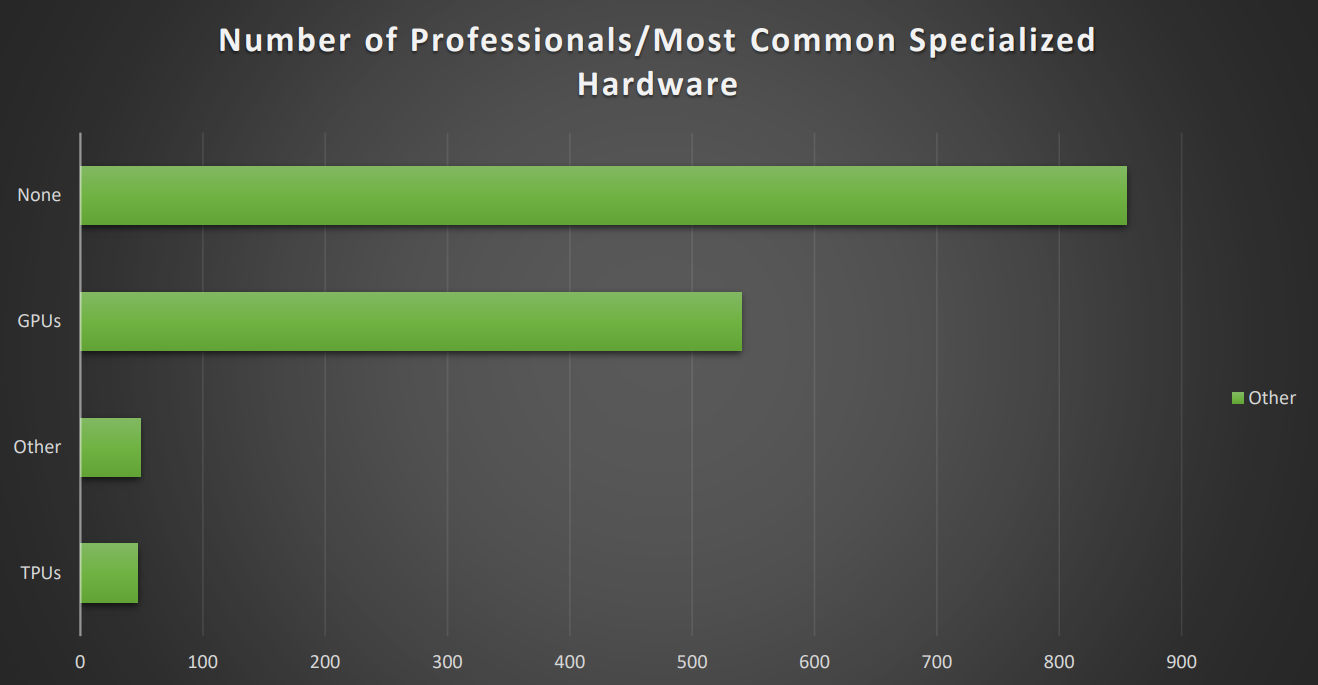 Number of Professionals/Most Common Specialized
Hardware
None
GPUs
Other
TPUs
Other
0 100 200 300 400 500 600 700 800 900